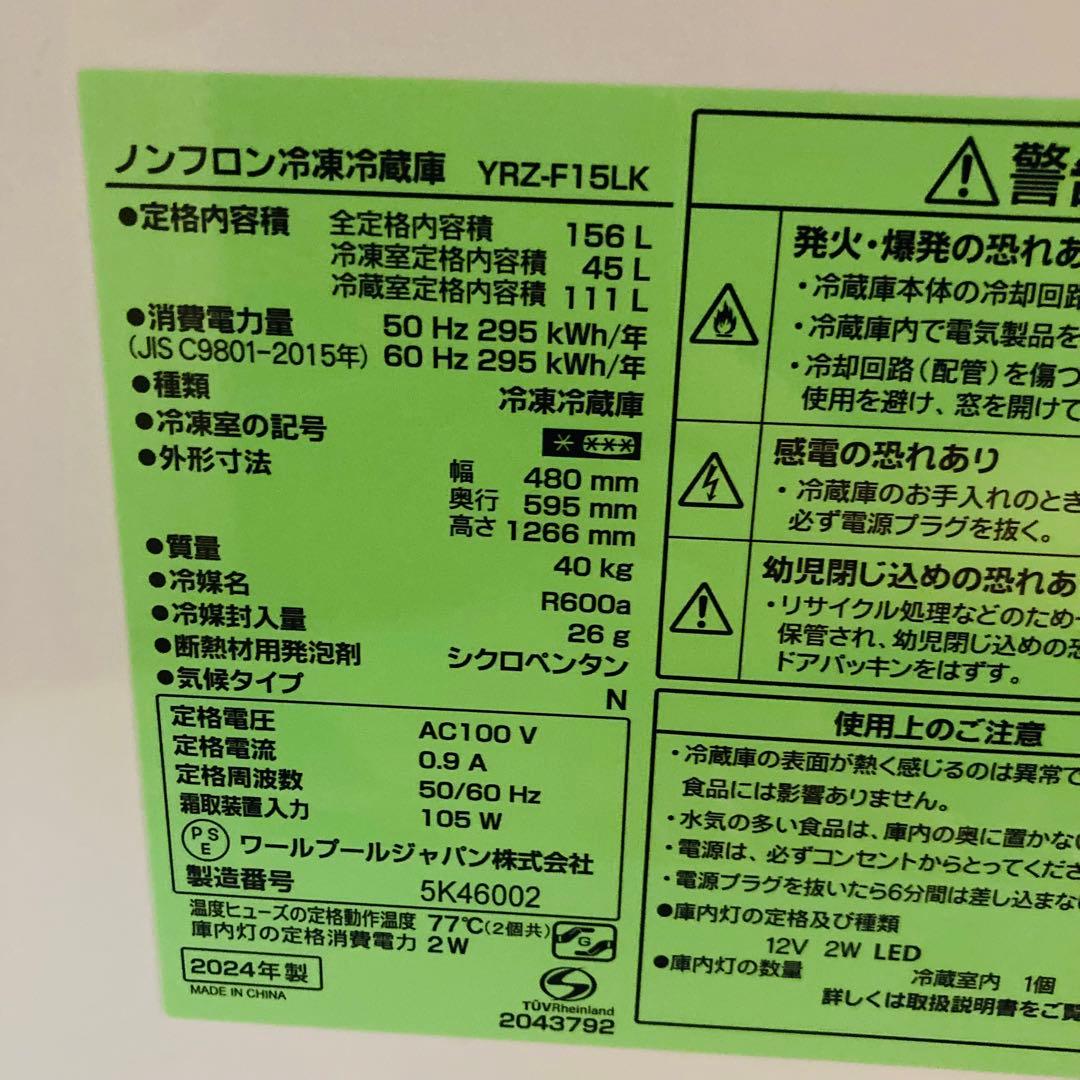 ノンフロン冷凍冷蔵庫 YRZ-F15LK
●定格内容積 全定格内容積 156 L
冷凍室定格内容積 45 L
冷蔵室定格内容積 111 L
●消費電力量 50 Hz 295 kWh/年
(JIS C9801-2015年) 60 Hz 295 kWh/年
●種類 冷凍冷蔵庫
●冷凍室の記号
●外形寸法 幅 480 mm
奥行 595 mm
高さ 1266 mm
●質量 40 kg
●冷媒名 R600a
●冷媒封入量 26 g
●断熱材用発泡剤 シクロペンタン
●気候タイプ N
定格電圧 AC100 V
定格電流 0.9 A
定格周波数 50/60 Hz
霜取装置入力 105 W
PSE ワールプールジャパン株式会社
製造番号 5K46002
温度ヒューズの定格動作温度 77℃(2個共)
庫内灯の定格消費電力 2W
G
2024年製
MADE IN CHINA
TÜVRheinland
2043792
警
発火・爆発の恐れあ
・冷蔵庫本体の冷却回路
・冷蔵庫内で電気製品を
・冷却回路(配管)を傷つ
使用を避け、窓を開けて
感電の恐れあり
・冷蔵庫のお手入れのとき
必ず電源プラグを抜く。
幼児閉じ込めの恐れあ
・リサイクル処理などのため
保管され、幼児閉じ込めの恐
ドアパッキンをはずす。
使用上のご注意
・冷蔵庫の表面が熱く感じるのは異常で
食品には影響ありません。
・水気の多い食品は、庫内の奥に置かない
・電源は、必ずコンセントからとってくださ
・電源プラグを抜いたら6分間は差し込まない
●庫内灯の定格及び種類
12V 2W LED
●庫内灯の数量 冷蔵室内 1個
詳しくは取扱説明書をご覧